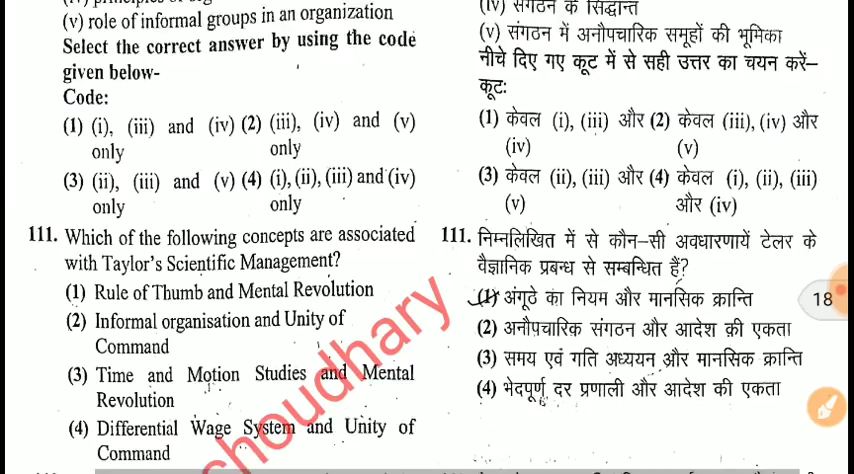 (v) role of informal groups in an organization
Select the correct answer by using the code
given below-
Code:
(1) (i), (iii) and (iv) (2) (iii), (iv) and (v)
only only
(3) (ii), (iii) and (v) (4) (i), (ii), (iii) and (iv)
only only
111. Which of the following concepts are associated
with Taylor's Scientific Management?
(1) Rule of Thumb and Mental Revolution
(2) Informal organisation and Unity of
Command
(3) Time and Motion Studies and Mental
Revolution
(4) Differential Wage System and Unity of
Command
(iv) संगठन के सिद्धान्त
(v) संगठन में अनौपचारिक समूहों की भूमिका
नीचे दिए गए कूट में से सही उत्तर का चयन करें–
कूटः
(1) केवल (i), (iii) और (2) केवल (iii), (iv) और
(iv) (v)
(3) केवल (ii), (iii) और (4) केवल (i), (ii), (iii)
(v) और (iv)
111. निम्नलिखित में से कौन–सी अवधारणायें टेलर के
वैज्ञानिक प्रबन्ध से सम्बन्धित हैं?
(1) अंगूठे का नियम और मानसिक क्रान्ति
(2) अनौपचारिक संगठन और आदेश की एकता
(3) समय एवं गति अध्ययन और मानसिक क्रान्ति
(4) भेदपूर्ण दर प्रणाली और आदेश की एकता
choudhary
18